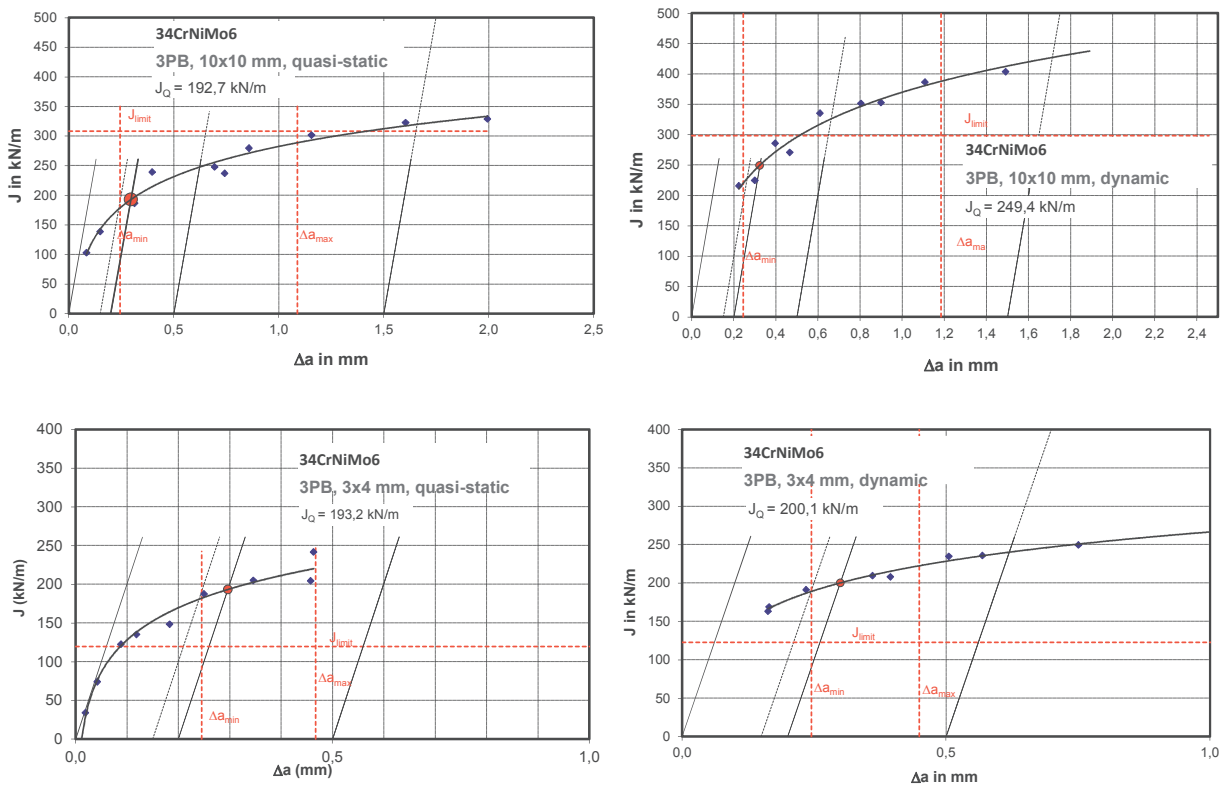 500
450
400
350
300
250
200
150
100
50
0
J in kN/m
34CrNiMo6
3PB, 10x10 mm, quasi-static
J_Q = 192,7 kN/m
J_limit
Δa_min
Δa_max
0,0
0,5
1,0
1,5
2,0
2,5
Δa in mm
500
450
400
350
300
250
200
150
100
50
0
J in kN/m
J_limit
34CrNiMo6
3PB, 10x10 mm, dynamic
J_Q = 249,4 kN/m
Δa_min
Δa_ma
0,0
0,2
0,4
0,6
0,8
1,0
1,2
1,4
1,6
1,8
2,0
2,2
2,4
Δa in mm
400
350
300
250
200
150
100
50
0
J (kN/m)
34CrNiMo6
3PB, 3x4 mm, quasi-static
J_Q = 193,2 kN/m
J_limit
Δa_max
Δa_min
0,0
0,5
1,0
Δa (mm)
400
350
300
250
200
150
100
50
0
J in kN/m
34CrNiMo6
3PB, 3x4 mm, dynamic
J_Q = 200,1 kN/m
J_limit
Δa_min
Δa_max
0,0
0,5
1,0
Δa in mm